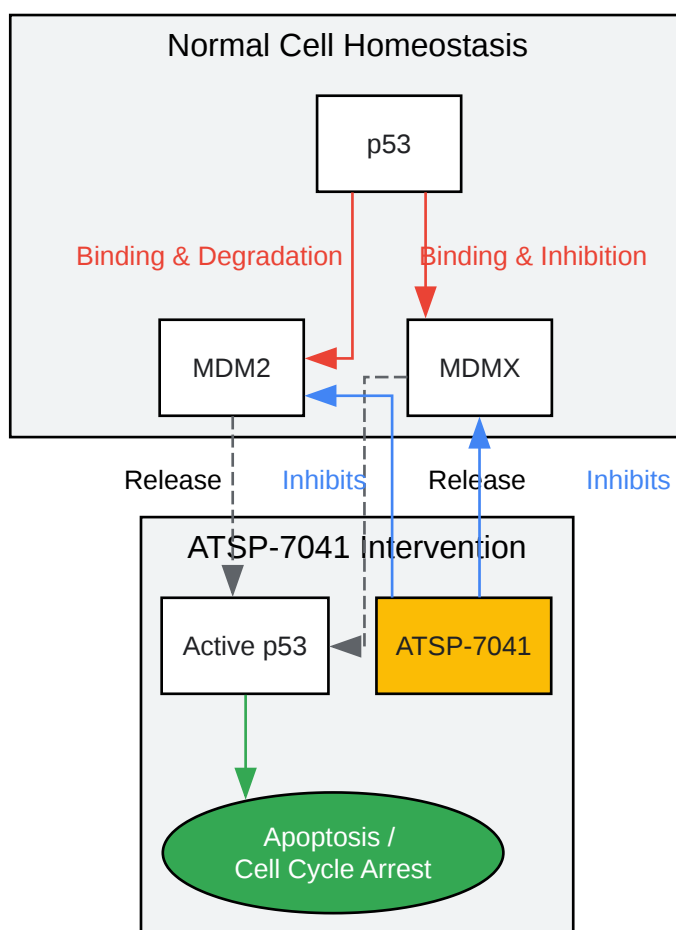 Normal Cell Homeostasis
p53
Binding & Degradation
Binding & Inhibition
MDM2
MDMX
Release
Inhibits
Release
Inhibits
ATSP-7041 Intervention
Active p53
ATSP-7041
Apoptosis /
Cell Cycle Arrest